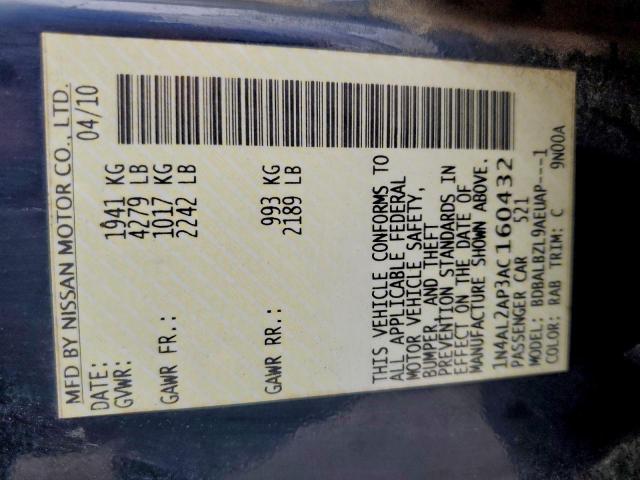 MFD BY NISSAN MOTOR CO., LTD.
DATE: 04/10
GVWR: 1941 KG
4279 LB
GAWR FR.: 1017 KG
2242 LB
GAWR RR.: 993 KG
2189 LB
THIS VEHICLE CONFORMS TO
ALL APPLICABLE FEDERAL
MOTOR VEHICLE SAFETY,
BUMPER, AND THEFT
PREVENTION STANDARDS IN
EFFECT ON THE DATE OF
MANUFACTURE SHOWN ABOVE.
1N4AL2AP3AC160432
PASSENGER CAR 521
MODEL: BDBALBZL9AEUAP---1
COLOR: RAB TRIM: C 9N00A